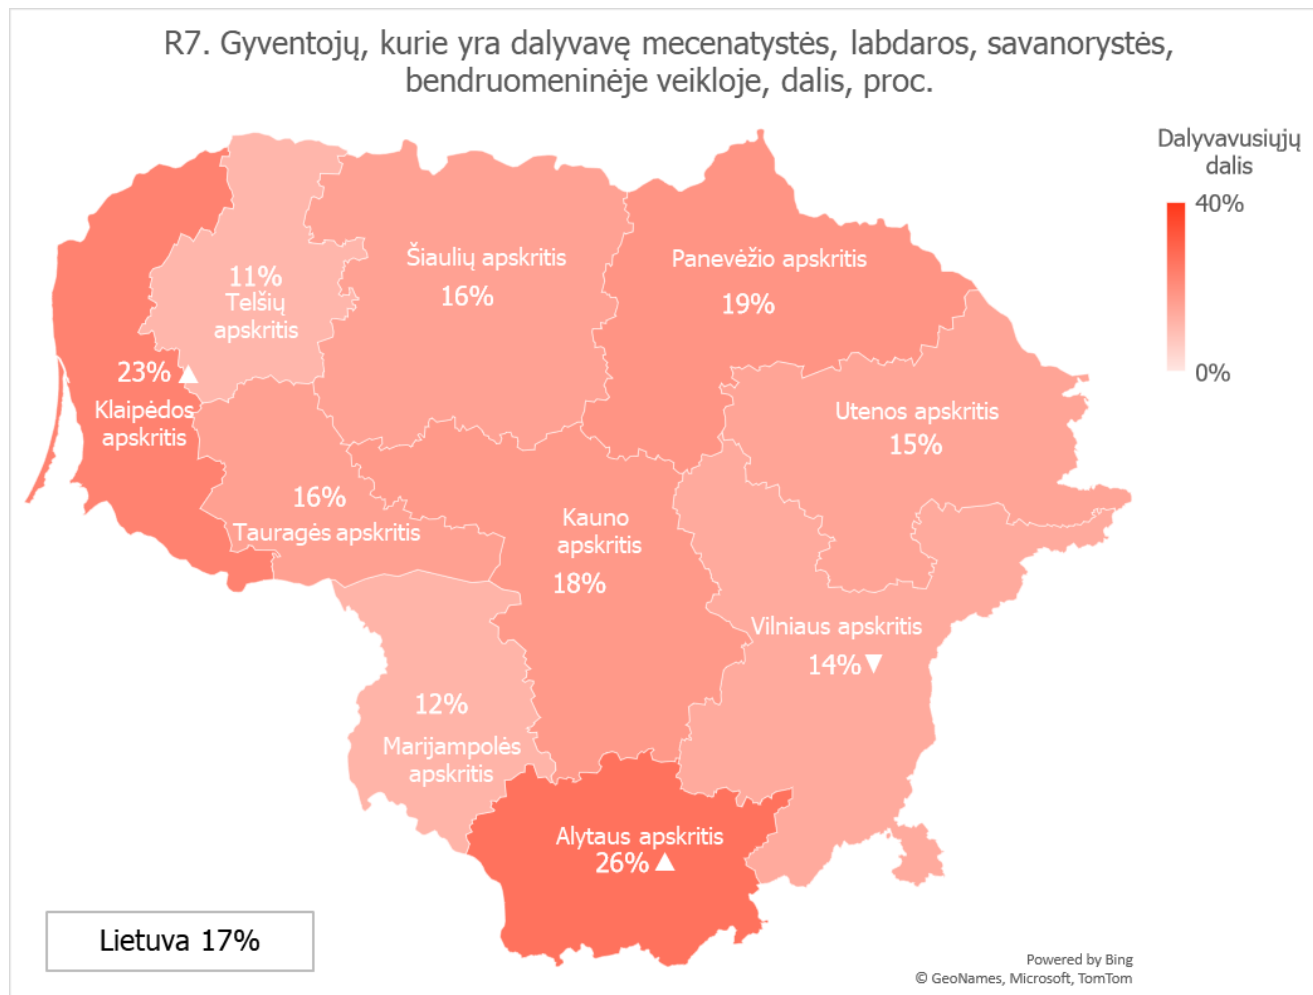 R7. Gyventojų, kurie yra dalyvavę mecenatystės, labdaros, savanorystės,
bendruomeninėje veikloje, dalis, proc.
Dalyvavusiųjų
dalis
40%
0%
11%
Telšių
apskritis
Šiaulių apskritis
16%
Panevėžio apskritis
19%
23% ▲
Klaipėdos
apskritis
Utenos apskritis
15%
16%
Tauragės apskritis
Kauno
apskritis
18%
Vilniaus apskritis
14% ▼
12%
Marijampolės
apskritis
Alytaus apskritis
26% ▲
Lietuva 17%
Powered by Bing
© GeoNames, Microsoft, TomTom